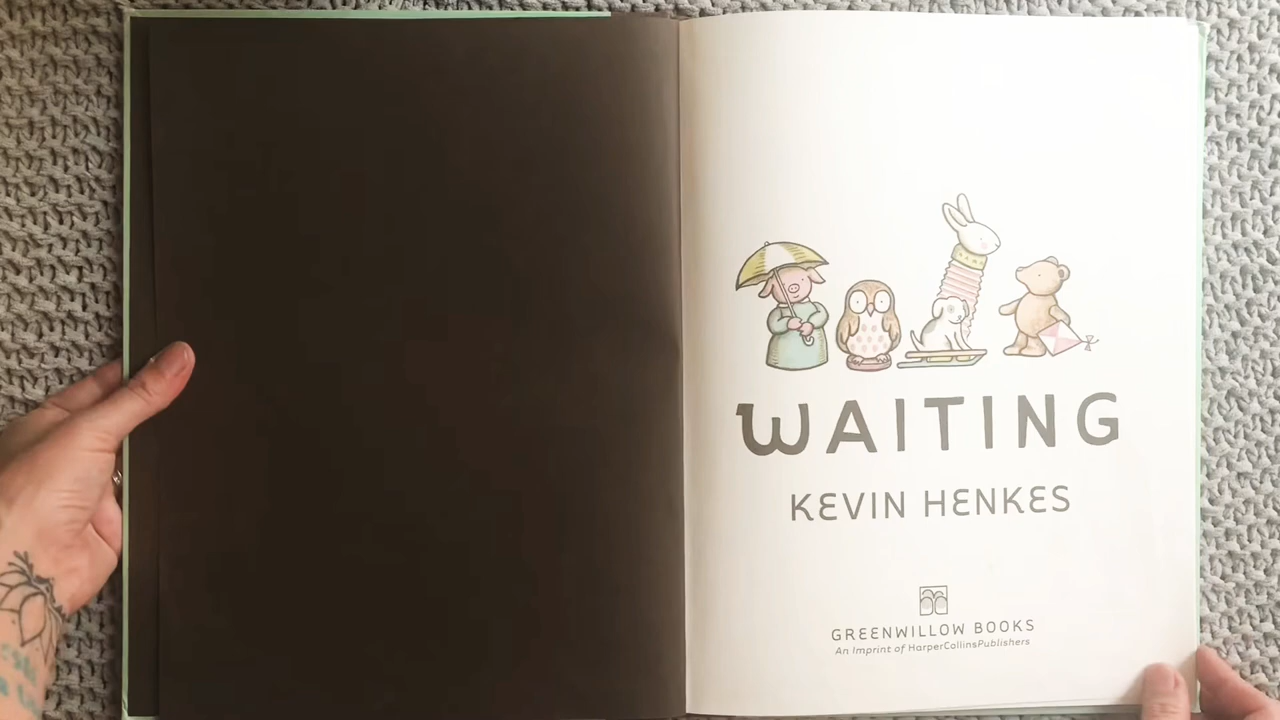 WAITING
KEVIN HENKES
GREENWILLOW BOOKS
An Imprint of HarperCollinsPublishers